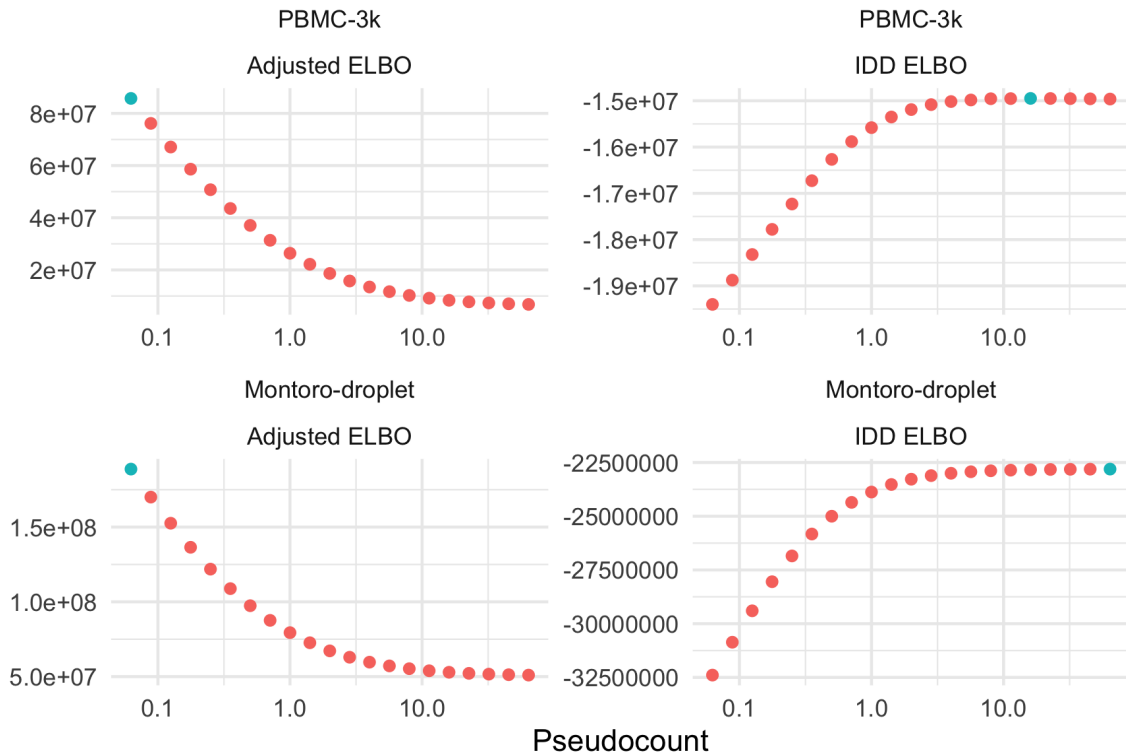 PBMC-3k
Adjusted ELBO
8e+07
6e+07
4e+07
2e+07
0.1 1.0 10.0
PBMC-3k
IDD ELBO
-1.5e+07
-1.6e+07
-1.7e+07
-1.8e+07
-1.9e+07
0.1 1.0 10.0
Montoro-droplet
Adjusted ELBO
1.5e+08
1.0e+08
5.0e+07
0.1 1.0 10.0
Montoro-droplet
IDD ELBO
-22500000
-25000000
-27500000
-30000000
-32500000
0.1 1.0 10.0
Pseudocount